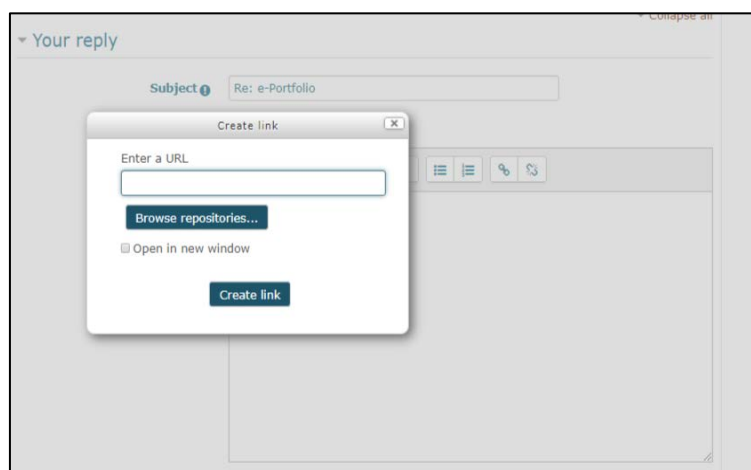 Collapse all
Your reply
Subject
Re: e-Portfolio
Create link
Enter a URL
Browse repositories...
Open in new window
Create link